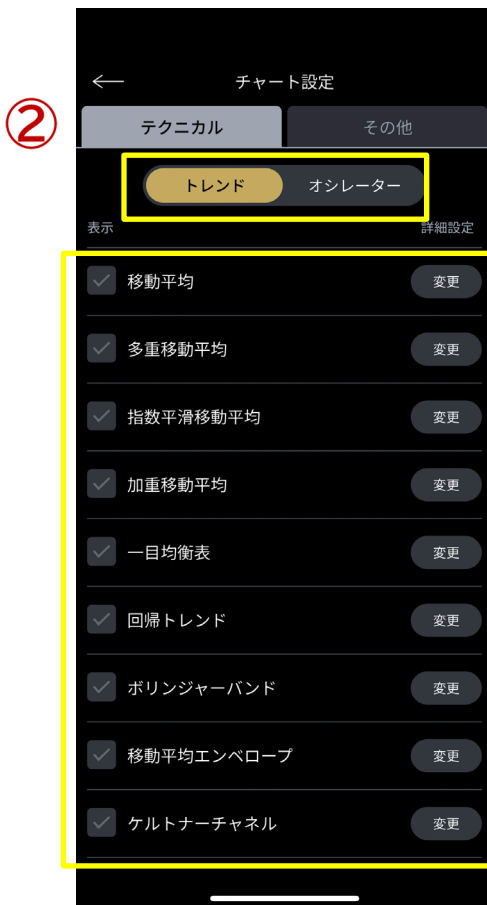 チャート設定
②
テクニカル
その他
トレンド
オシレーター
表示
詳細設定
移動平均
変更
多重移動平均
変更
指数平滑移動平均
変更
加重移動平均
変更
一目均衡表
変更
回帰トレンド
変更
ボリンジャーバンド
変更
移動平均エンベロープ
変更
ケルトナーチャネル
変更